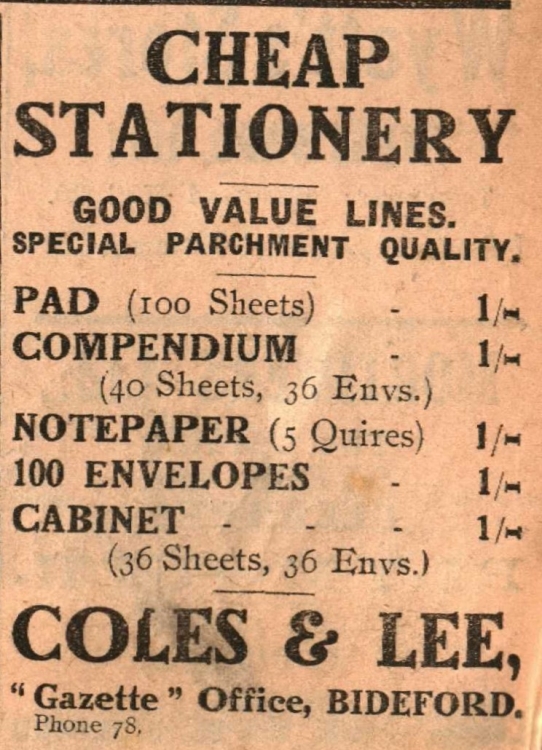 CHEAP
STATIONERY
GOOD VALUE LINES.
SPECIAL PARCHMENT QUALITY.
PAD (100 Sheets) - 1/-
COMPENDIUM - 1/-
(40 Sheets, 36 Envs.)
NOTEPAPER (5 Quires) 1/-
100 ENVELOPES - 1/-
CABINET - - - 1/-
(36 Sheets, 36 Envs.)
COLES & LEE,
"Gazette" Office, BIDEFORD.
Phone 78.